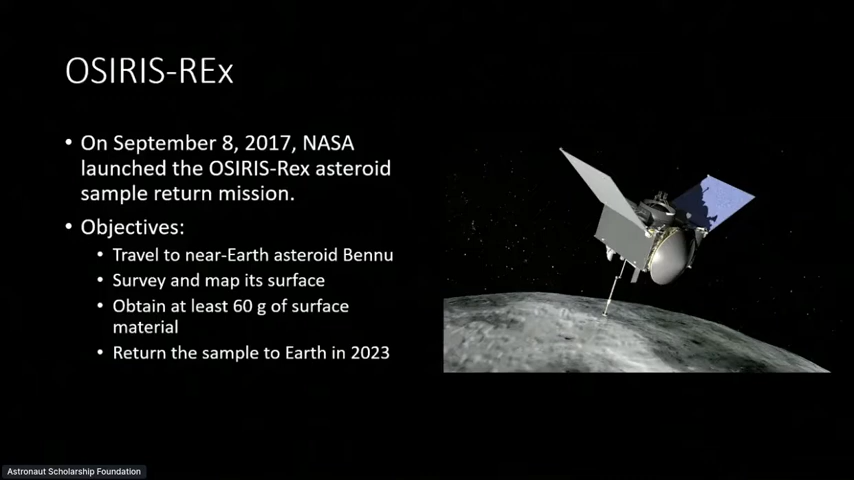 OSIRIS-REx
• On September 8, 2017, NASA
launched the OSIRIS-Rex asteroid
sample return mission.
• Objectives:
• Travel to near-Earth asteroid Bennu
• Survey and map its surface
• Obtain at least 60 g of surface
material
• Return the sample to Earth in 2023
Astronaut Scholarship Foundation